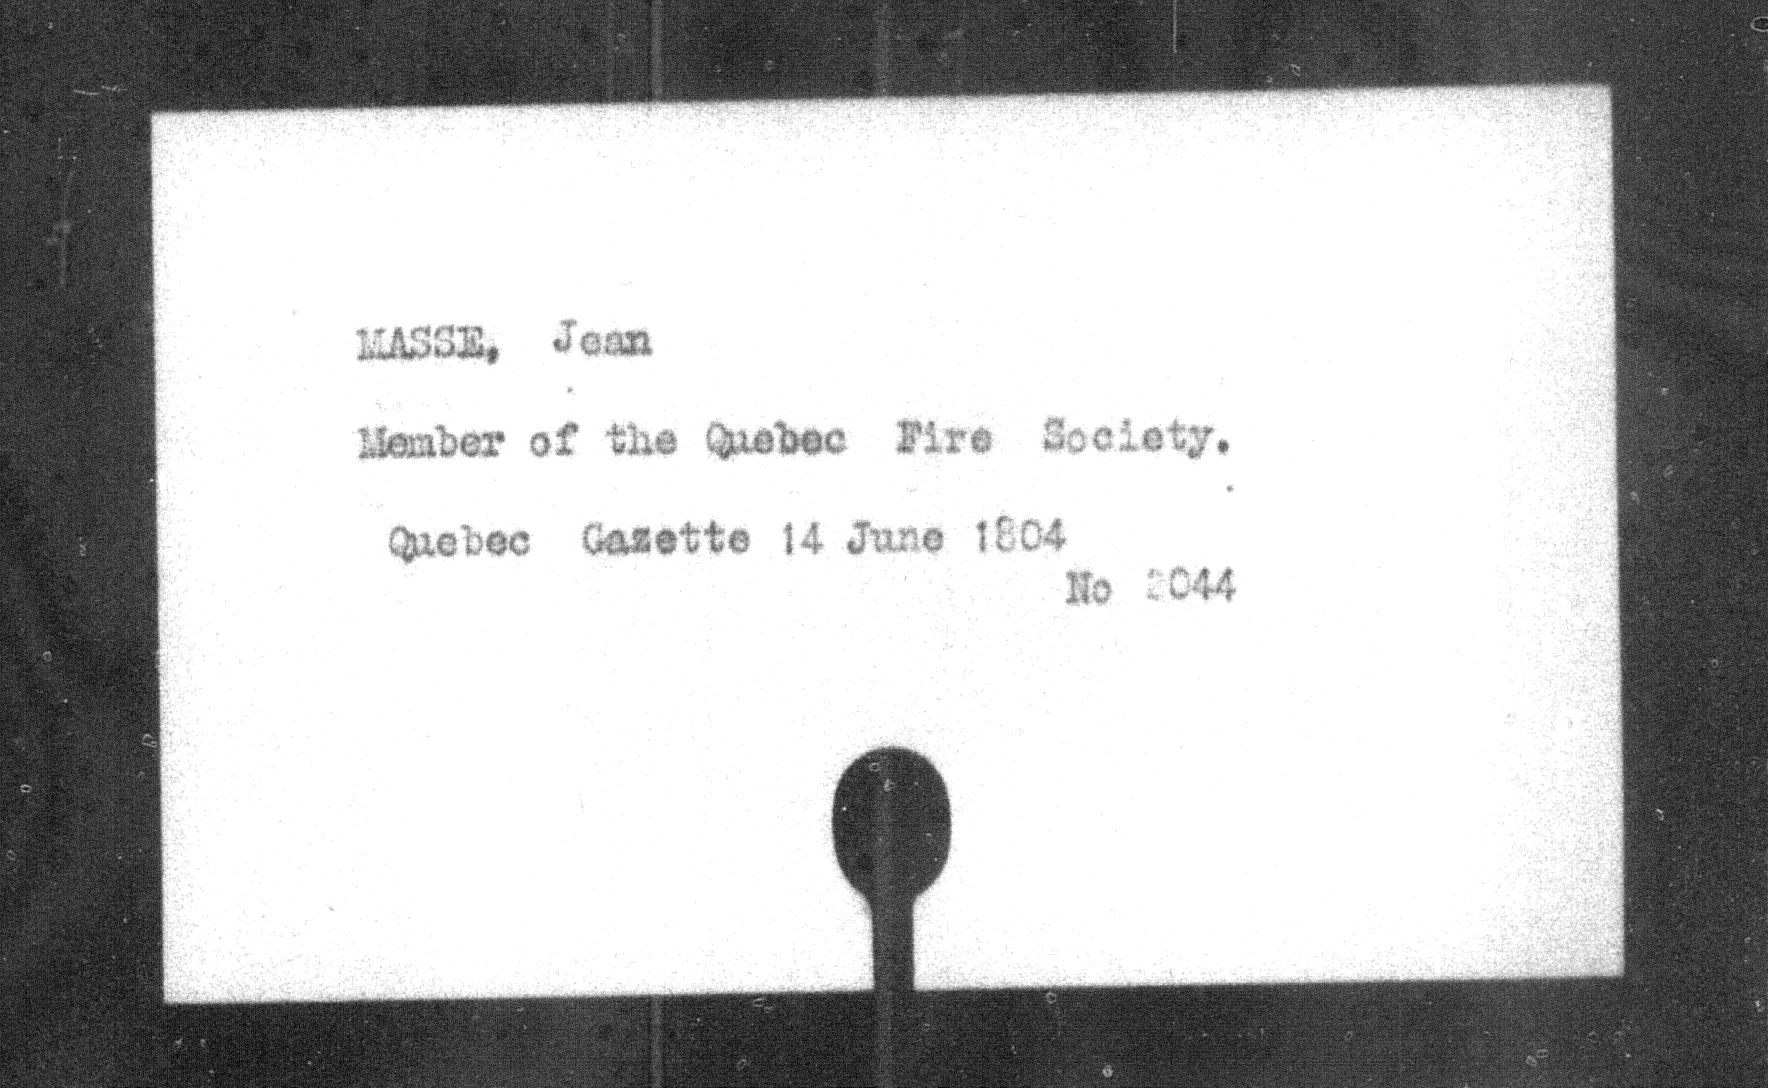 MASSE, Jean
Member of the Quebec Fire Society.
Quebec Gazette 14 June 1804
No 2044